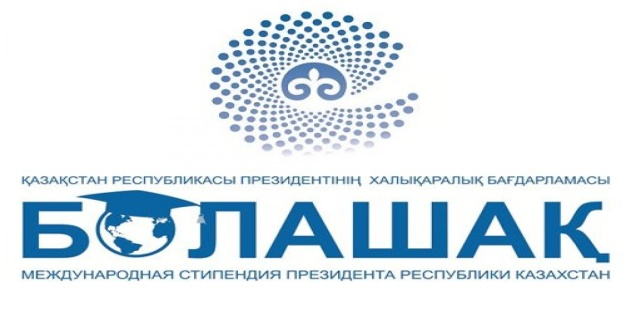 ҚАЗАҚСТАН РЕСПУБЛИКАСЫ ПРЕЗИДЕНТІНІҢ ХАЛЫҚАРАЛЫҚ БАҒДАРЛАМАСЫ
БОЛАШАҚ
МЕЖДУНАРОДНАЯ СТИПЕНДИЯ ПРЕЗИДЕНТА РЕСПУБЛИКИ КАЗАХСТАН